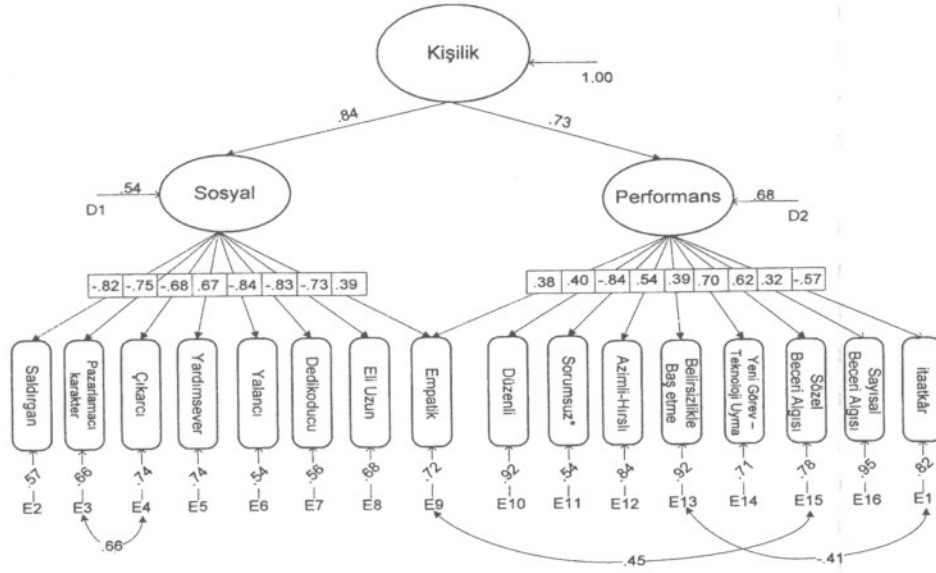 Kişilik
1.00
.84
.73
Sosyal
.54
D1
Performans
.68
D2
-.82 -.75 -.68 .67 -.84 -.83 -.73 .39
.38 .40 -.84 .54 .39 .70 .62 .32 -.57
Saldırgan
Pazarlamacı
karakter
Çıkarcı
Yardımsever
Yalancı
Dedikoducu
Eli Uzun
Empatik
Düzenli
Sorumsuz*
Azimli-Hırslı
Belirsizlikle
Baş etme
Yeni Görev –
Teknoloji Uyma
Sözel
Beceri Algısı
Sayısal
Beceri Algısı
İtaatkâr
.57 .66 .74 .74 .54 .56 .68 .72 .92 .54 .84 .92 .71 .78 .95 .82
E2 E3 E4 E5 E6 E7 E8 E9 E10 E11 E12 E13 E14 E15 E16 E1
.66
.45
-.41